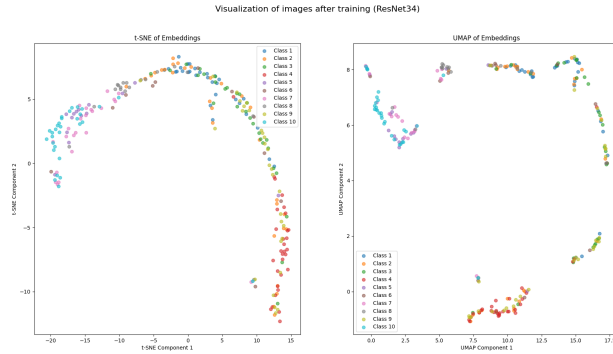 Visualization of images after training (ResNet34)
t-SNE of Embeddings
Class 1
Class 2
Class 3
Class 4
Class 5
Class 6
Class 7
Class 8
Class 9
Class 10
t-SNE Component 2
5
0
−5
−10
−20
−15
−10
−5
0
5
10
15
t-SNE Component 1
UMAP of Embeddings
UMAP Component 2
8
6
4
2
0
Class 1
Class 2
Class 3
Class 4
Class 5
Class 6
Class 7
Class 8
Class 9
Class 10
0.0
2.5
5.0
7.5
10.0
12.5
15.0
UMAP Component 1